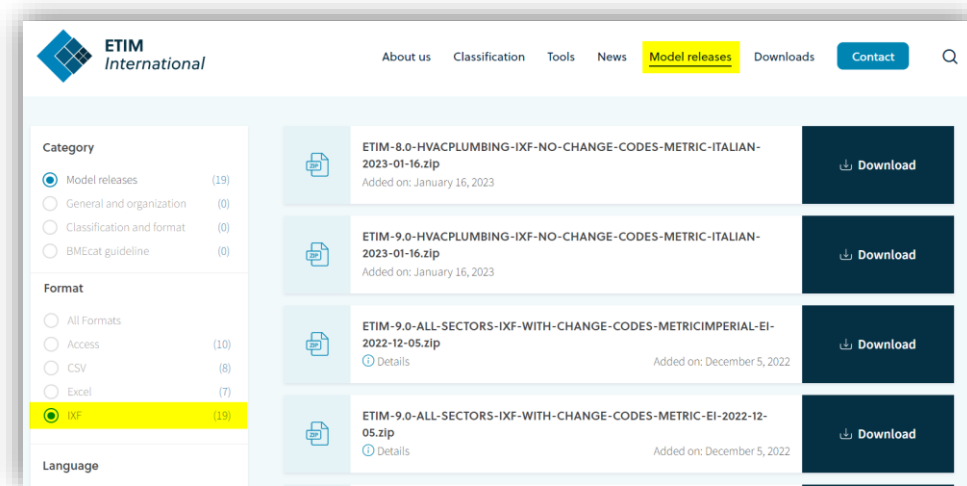 ETIM
International
About us Classification Tools News Model releases Downloads Contact
Category
Model releases (19)
General and organization (0)
Classification and format (0)
BMEcat guideline (0)
Format
All Formats
Access (10)
CSV (8)
Excel (7)
IXF (19)
Language
ZIP
ETIM-8.0-HVACPLUMBING-IXF-NO-CHANGE-CODES-METRIC-ITALIAN-
2023-01-16.zip
Added on: January 16, 2023
Download
ZIP
ETIM-9.0-HVACPLUMBING-IXF-NO-CHANGE-CODES-METRIC-ITALIAN-
2023-01-16.zip
Added on: January 16, 2023
Download
ZIP
ETIM-9.0-ALL-SECTORS-IXF-WITH-CHANGE-CODES-METRICIMPERIAL-EI-
2022-12-05.zip
Details Added on: December 5, 2022
Download
ZIP
ETIM-9.0-ALL-SECTORS-IXF-WITH-CHANGE-CODES-METRIC-EI-2022-12-
05.zip
Details Added on: December 5, 2022
Download